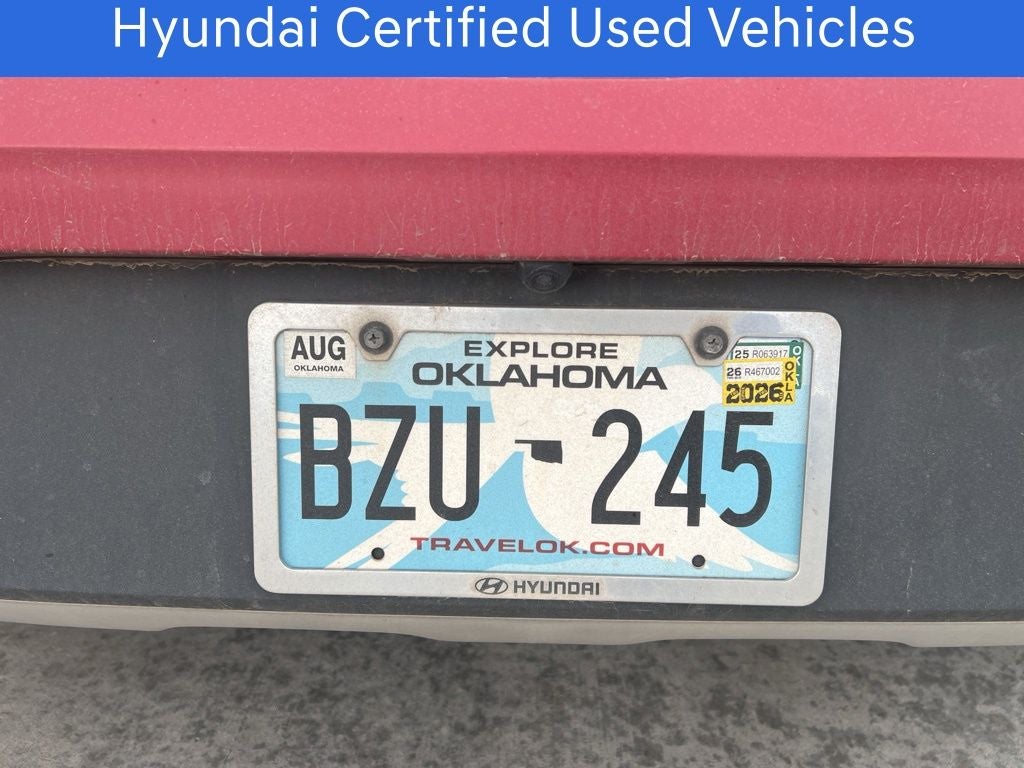 Hyundai Certified Used Vehicles
AUG
OKLAHOMA
EXPLORE
OKLAHOMA
25 R063917
26 R467002
2026
OKLA
BZU 245
TRAVELOK.COM
HYUNDAI